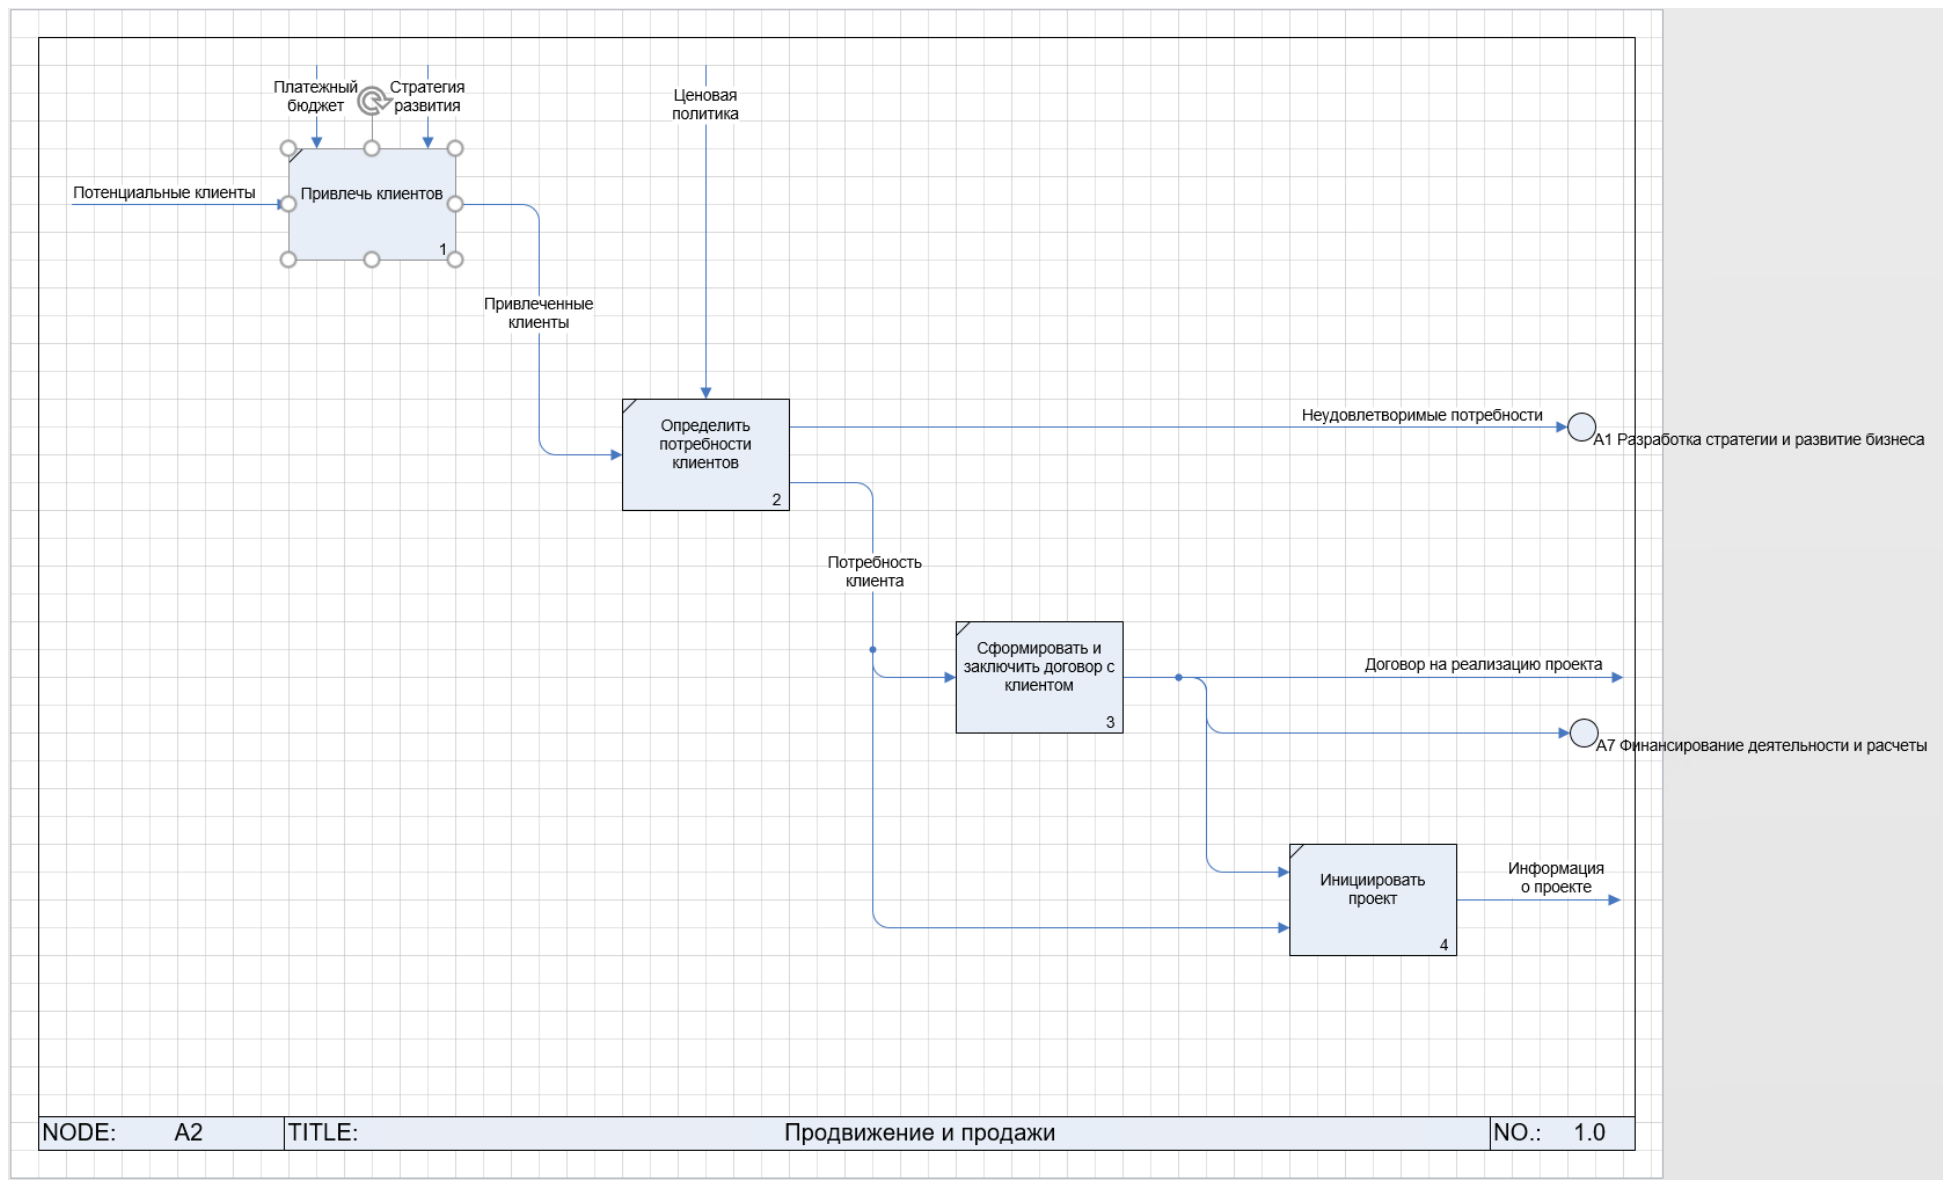 Платежный
бюджет
Стратегия
развития
Ценовая
политика
Потенциальные клиенты
Привлечь клиентов
1
Привлеченные
клиенты
Определить
потребности
клиентов
2
Неудовлетворимые потребности
A1 Разработка стратегии и развитие бизнеса
Потребность
клиента
Сформировать и
заключить договор с
клиентом
3
Договор на реализацию проекта
A7 Финансирование деятельности и расчеты
Инициировать
проект
4
Информация
о проекте
NODE: A2 TITLE: Продвижение и продажи NO.: 1.0